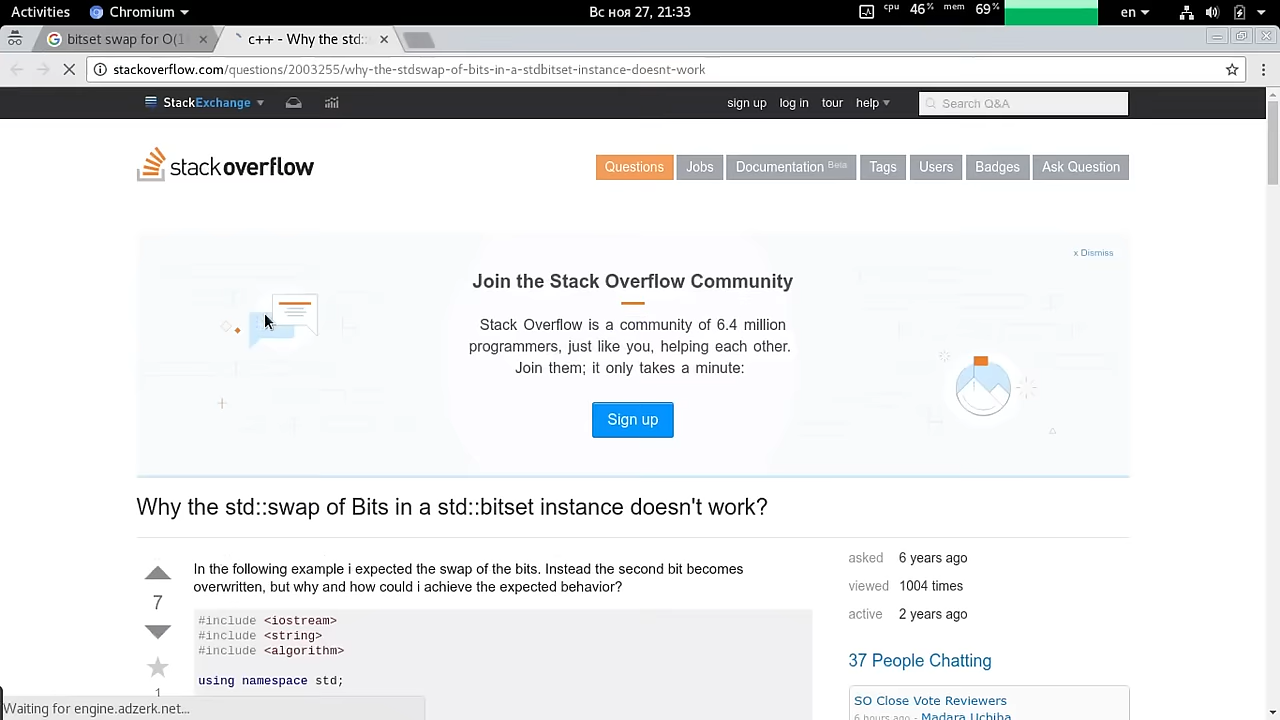 Activities Chromium Вс ноя 27, 21:33 cpu 46% mem 69% en
bitset swap for O(1 c++ - Why the std::
stackoverflow.com/questions/2003255/why-the-stdswap-of-bits-in-a-stdbitset-instance-doesnt-work
StackExchange sign up log in tour help Search Q&A
stackoverflow Questions Jobs Documentation Beta Tags Users Badges Ask Question
x Dismiss
Join the Stack Overflow Community
Stack Overflow is a community of 6.4 million
programmers, just like you, helping each other.
Join them; it only takes a minute:
Sign up
Why the std::swap of Bits in a std::bitset instance doesn't work?
In the following example i expected the swap of the bits. Instead the second bit becomes
overwritten, but why and how could i achieve the expected behavior?
7
1
#include <iostream>
#include <string>
#include <algorithm>
using namespace std;
asked 6 years ago
viewed 1004 times
active 2 years ago
37 People Chatting
SO Close Vote Reviewers
6 hours ago - Madara Uchiha
Waiting for engine.adzerk.net...